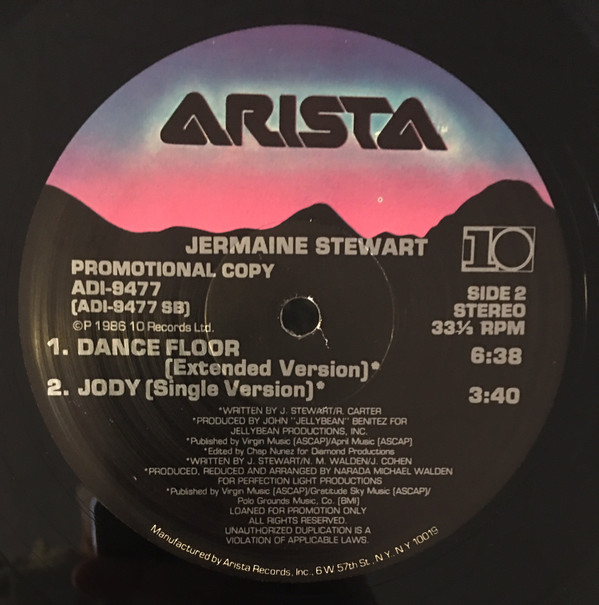 ARISTA
JERMAINE STEWART
10
PROMOTIONAL COPY
ADI-9477
(ADI-9477 SB)
©P 1986 10 Records Ltd.
SIDE 2
STEREO
33⅓ RPM
1. DANCE FLOOR
(Extended Version)* 6:38
2. JODY (Single Version)* 3:40
*WRITTEN BY J. STEWART/R. CARTER
*PRODUCED BY JOHN "JELLYBEAN" BENITEZ FOR
JELLYBEAN PRODUCTIONS, INC.
*Published by Virgin Music (ASCAP)/April Music (ASCAP)
*Edited by Chep Nunez for Diamond Productions
*WRITTEN BY J. STEWART/N. M. WALDEN/J. COHEN
*PRODUCED, REDUCED AND ARRANGED BY NARADA MICHAEL WALDEN
FOR PERFECTION LIGHT PRODUCTIONS
*Published by Virgin Music (ASCAP)/Gratitude Sky Music (ASCAP)/
Polo Grounds Music, Co. (BMI)
LOANED FOR PROMOTION ONLY
ALL RIGHTS RESERVED.
UNAUTHORIZED DUPLICATION IS A
VIOLATION OF APPLICABLE LAWS.
Manufactured by Arista Records, Inc., 6 W 57th St., N.Y., N.Y 10019